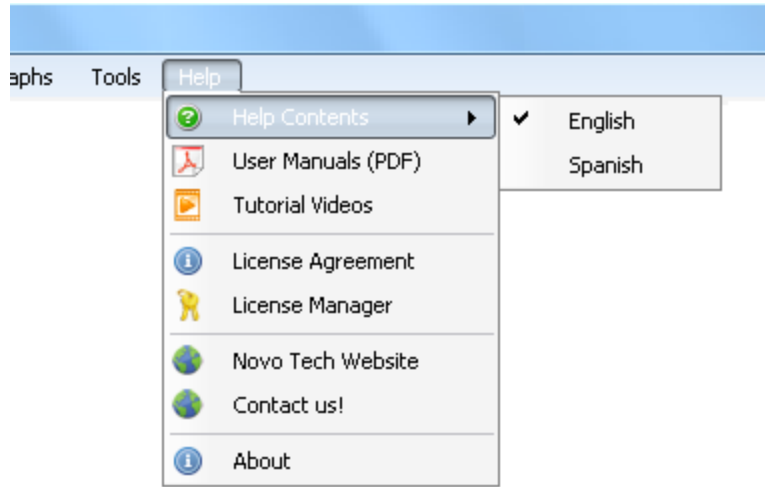 aphs Tools Help
Help Contents
English
User Manuals (PDF)
Spanish
Tutorial Videos
License Agreement
License Manager
Novo Tech Website
Contact us!
About